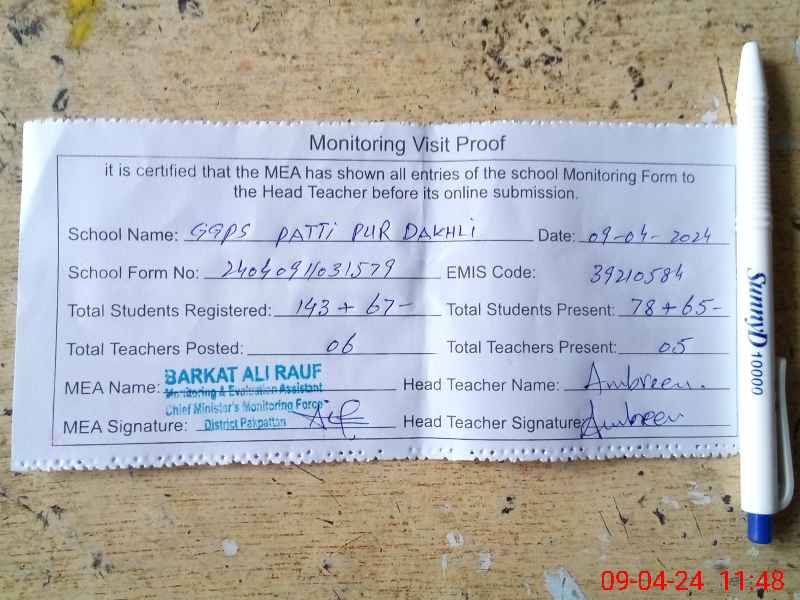 Monitoring Visit Proof
it is certified that the MEA has shown all entries of the school Monitoring Form to
the Head Teacher before its online submission.
School Name: GGPS PATTI PUR DAKHLI Date: 09-04-2024
School Form No: 2404091/031579 EMIS Code: 39210584
Total Students Registered: 143 + 67- Total Students Present: 78 + 65-
Total Teachers Posted: 06 Total Teachers Present: 05
MEA Name: BARKAT ALI RAUF Head Teacher Name: Ambreen.
Monitoring & Evaluation Assistant
Chief Minister's Monitoring Force
MEA Signature: District Pakpattan Head Teacher Signature Ambreen
SunnyD 10000
09-04-24 11:48